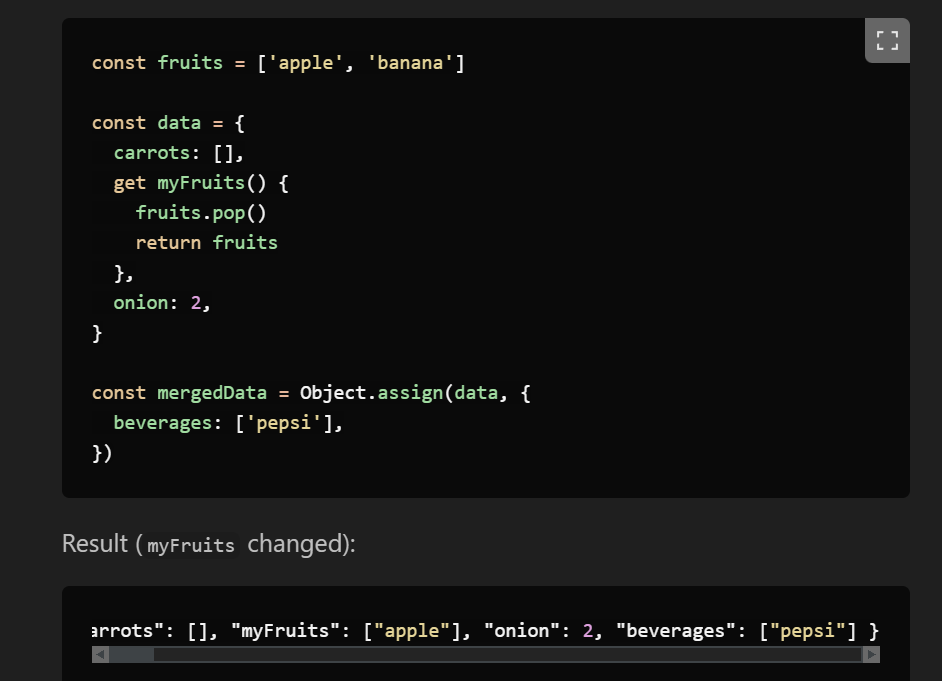 const fruits = ['apple', 'banana']
const data = {
  carrots: [],
  get myFruits() {
    fruits.pop()
    return fruits
  },
  onion: 2,
}
const mergedData = Object.assign(data, {
  beverages: ['pepsi'],
})
Result (myFruits changed):
arrots": [], "myFruits": ["apple"], "onion": 2, "beverages": ["pepsi"] }